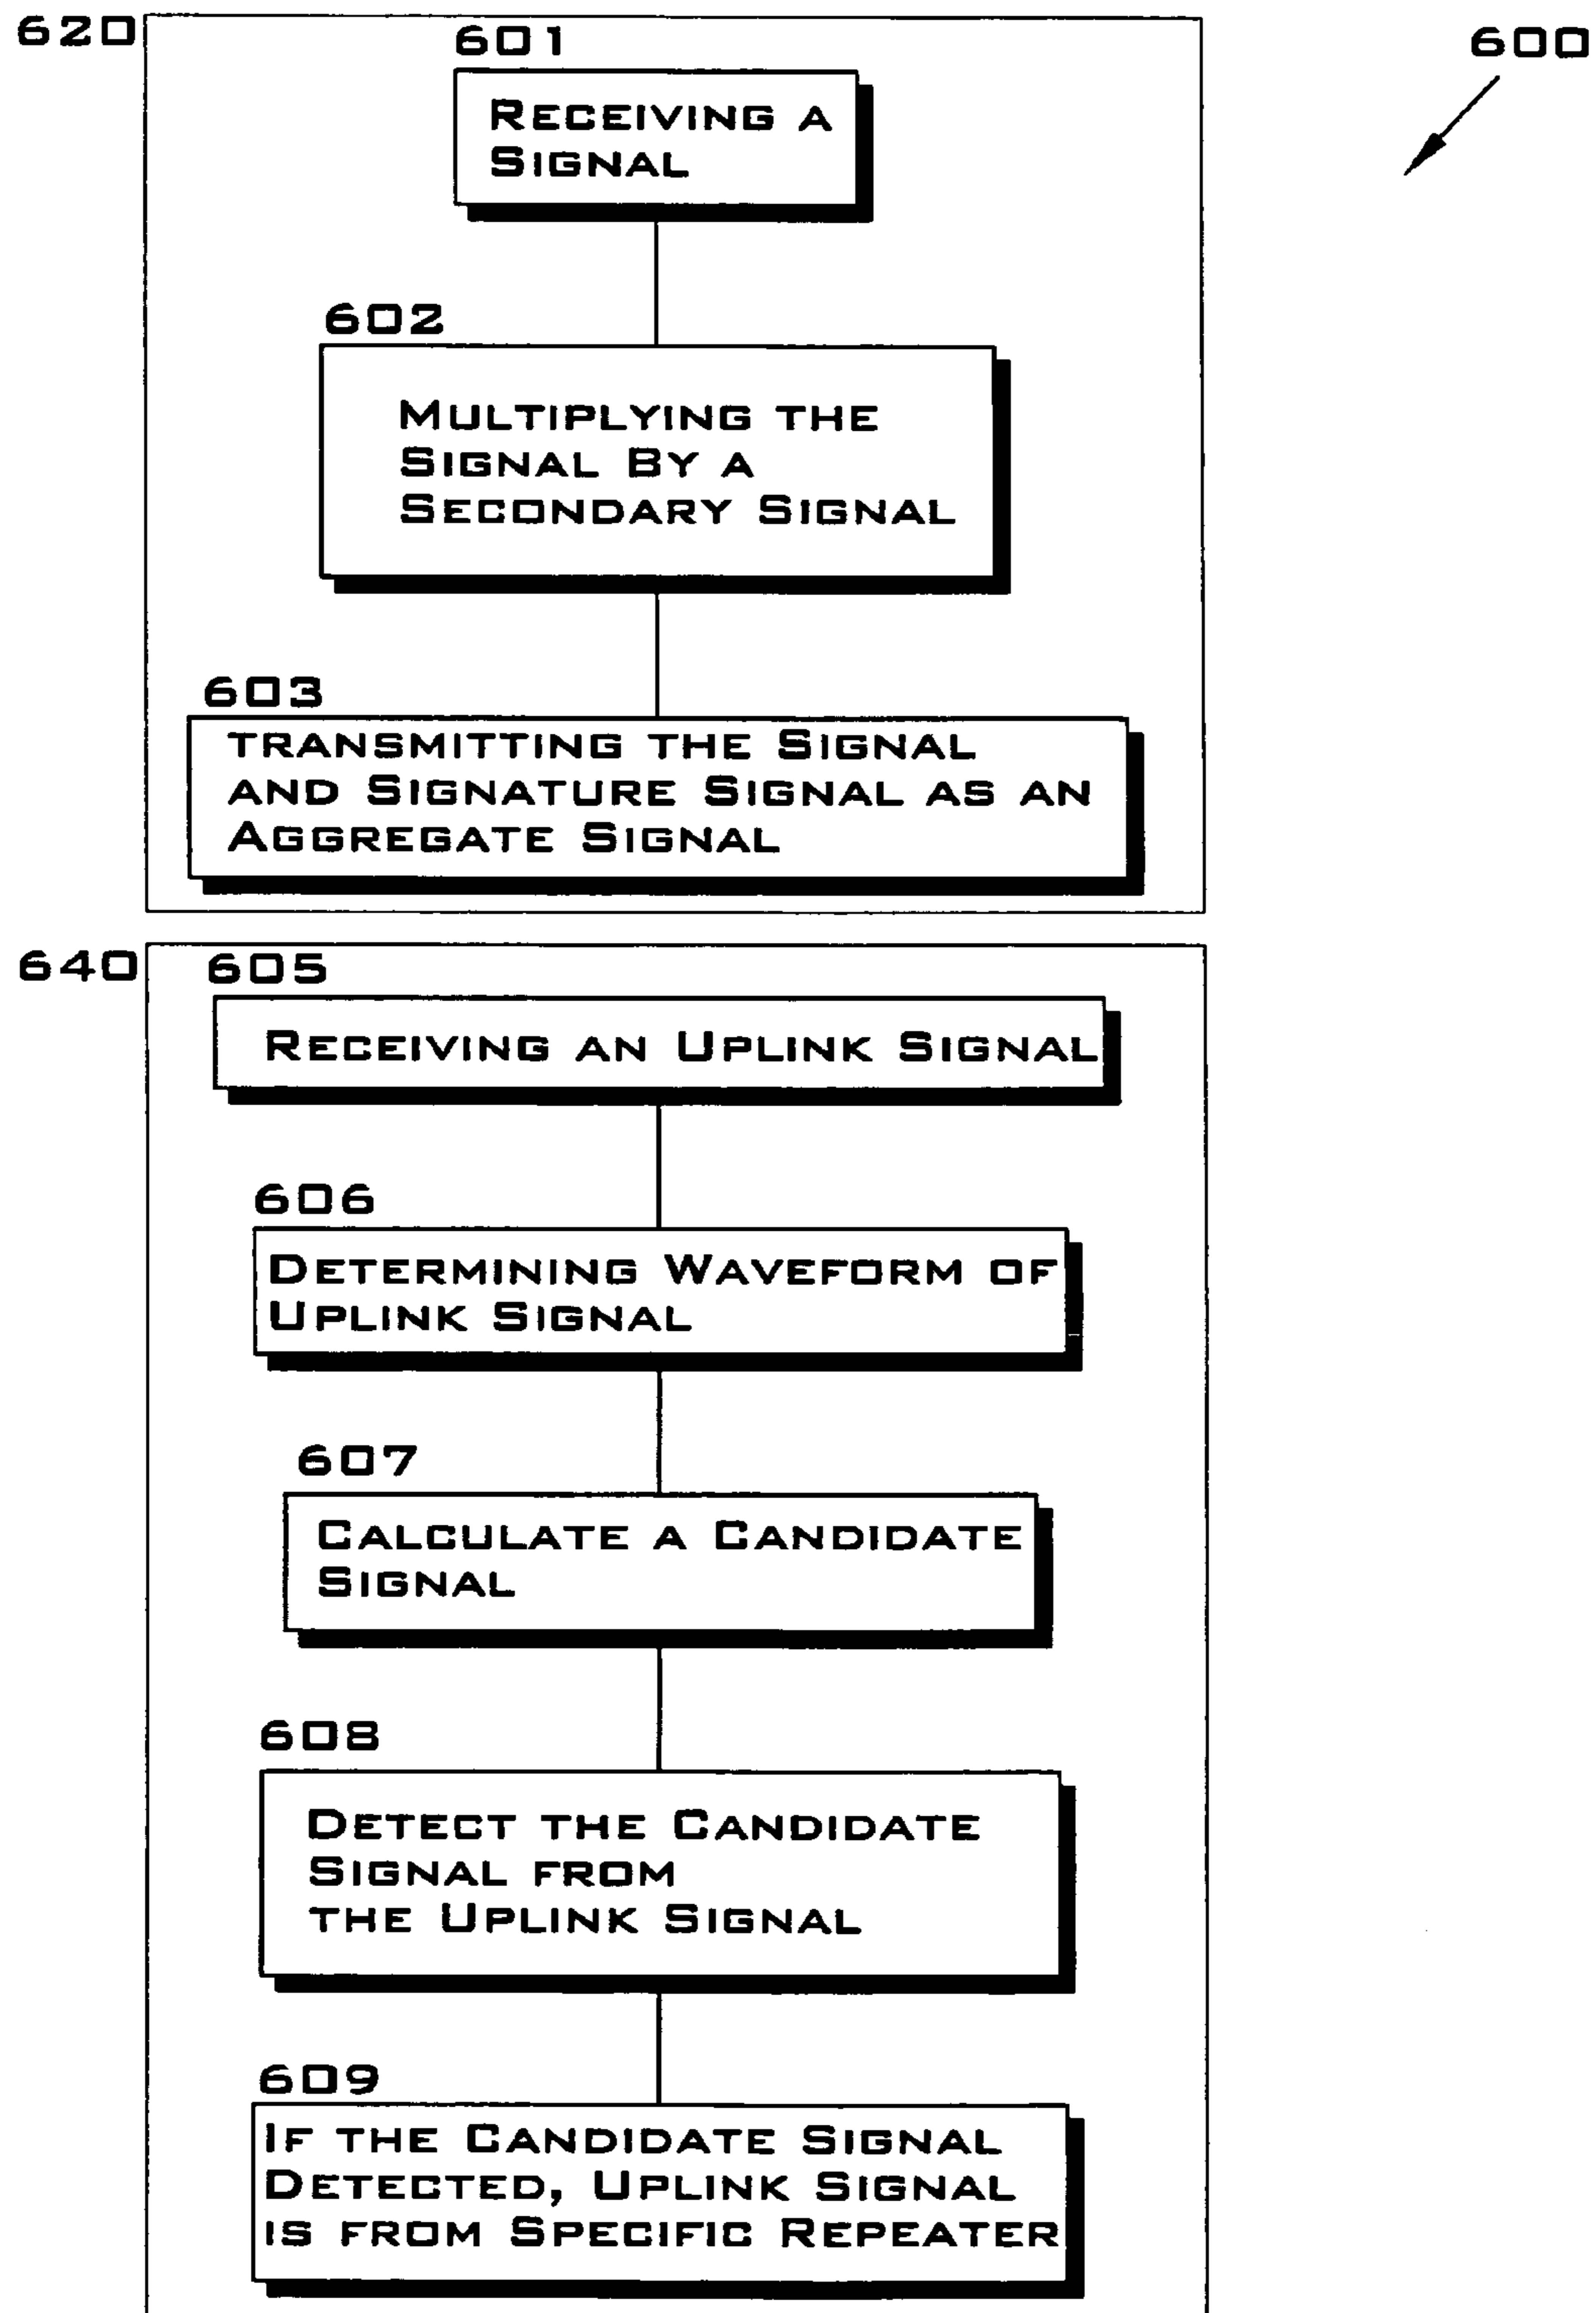 620
601
600
RECEIVING A
SIGNAL
602
MULTIPLYING THE
SIGNAL BY A
SECONDARY SIGNAL
603
TRANSMITTING THE SIGNAL
AND SIGNATURE SIGNAL AS AN
AGGREGATE SIGNAL
640
605
RECEIVING AN UPLINK SIGNAL
606
DETERMINING WAVEFORM OF
UPLINK SIGNAL
607
CALCULATE A CANDIDATE
SIGNAL
608
DETECT THE CANDIDATE
SIGNAL FROM
THE UPLINK SIGNAL
609
IF THE CANDIDATE SIGNAL
DETECTED, UPLINK SIGNAL
IS FROM SPECIFIC REPEATER